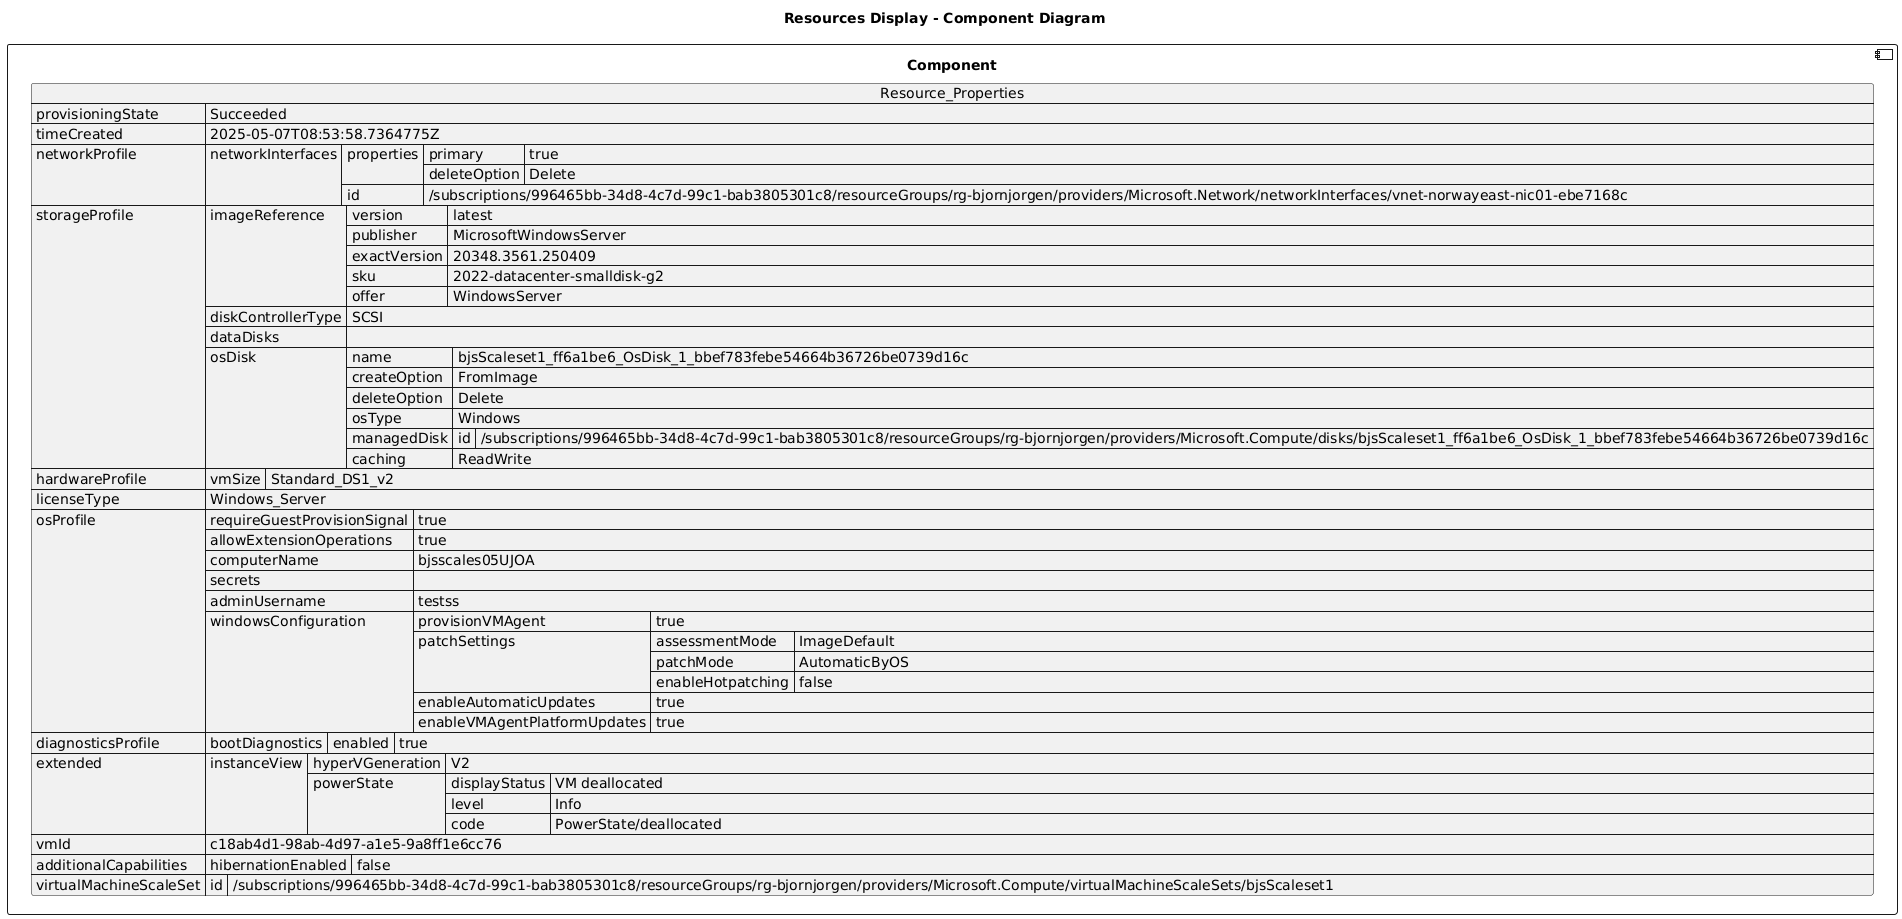 Resources Display - Component Diagram
Component
Resource_Properties
provisioningState Succeeded
timeCreated 2025-05-07T08:53:58.7364775Z
networkProfile networkInterfaces properties primary true
deleteOption Delete
id /subscriptions/996465bb-34d8-4c7d-99c1-bab3805301c8/resourceGroups/rg-bjornjorgen/providers/Microsoft.Network/networkInterfaces/vnet-norwayeast-nic01-ebe7168c
storageProfile imageReference version latest
publisher MicrosoftWindowsServer
exactVersion 20348.3561.250409
sku 2022-datacenter-smalldisk-g2
offer WindowsServer
diskControllerType SCSI
dataDisks
osDisk name bjsScaleset1_ff6a1be6_OsDisk_1_bbef783febe54664b36726be0739d16c
createOption FromImage
deleteOption Delete
osType Windows
managedDisk id /subscriptions/996465bb-34d8-4c7d-99c1-bab3805301c8/resourceGroups/rg-bjornjorgen/providers/Microsoft.Compute/disks/bjsScaleset1_ff6a1be6_OsDisk_1_bbef783febe54664b36726be0739d16c
caching ReadWrite
hardwareProfile vmSize Standard_DS1_v2
licenseType Windows_Server
osProfile requireGuestProvisionSignal true
allowExtensionOperations true
computerName bjsscales05UJOA
secrets
adminUsername testss
windowsConfiguration provisionVMAgent true
patchSettings assessmentMode ImageDefault
patchMode AutomaticByOS
enableHotpatching false
enableAutomaticUpdates true
enableVMAgentPlatformUpdates true
diagnosticsProfile bootDiagnostics enabled true
extended instanceView hyperVGeneration V2
powerState displayStatus VM deallocated
level Info
code PowerState/deallocated
vmId c18ab4d1-98ab-4d97-a1e5-9a8ff1e6cc76
additionalCapabilities hibernationEnabled false
virtualMachineScaleSet id /subscriptions/996465bb-34d8-4c7d-99c1-bab3805301c8/resourceGroups/rg-bjornjorgen/providers/Microsoft.Compute/virtualMachineScaleSets/bjsScaleset1